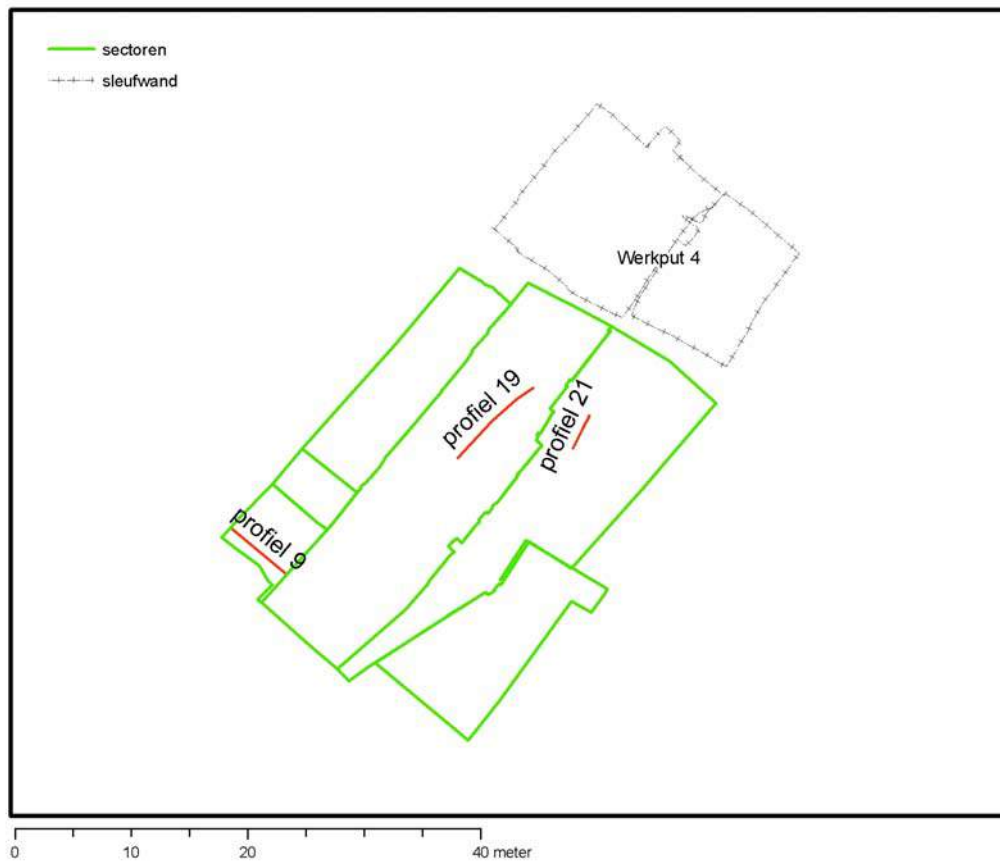 sectoren
sleufwand
Werkput 4
profiel 19
profiel 21
profiel 9
0 10 20 40 meter